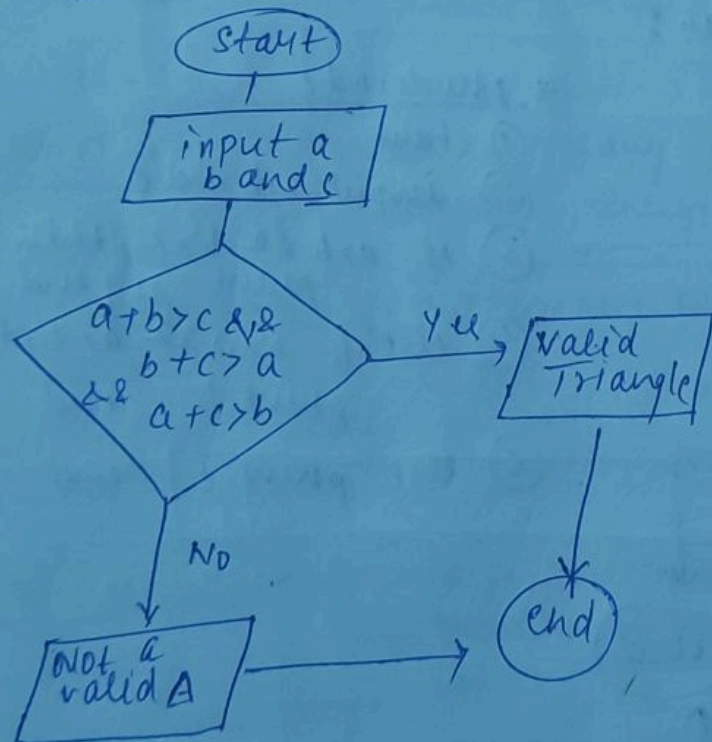 Start
input a
b and c
a+b>c &&
b+c>a
&&
a+c>b
Yes
Valid
Triangle
No
Not a
valid Δ
end